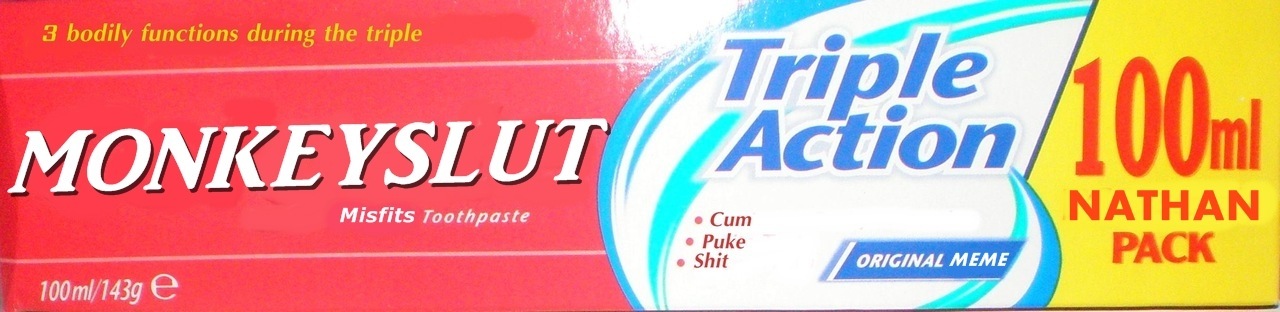 3 bodily functions during the triple
MONKEYSLUT
Misfits Toothpaste
100ml/143g e
Triple
Action
• Cum
• Puke
• Shit
ORIGINAL MEME
100ml
NATHAN
PACK